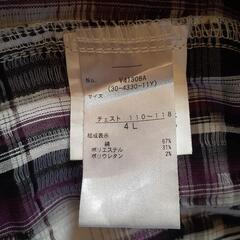 No. V41308A
(30-4330-11Y)
サイズ
チェスト 110~118
4L
組成表示
綿 67%
ポリエステル 31%
ポリウレタン 2%